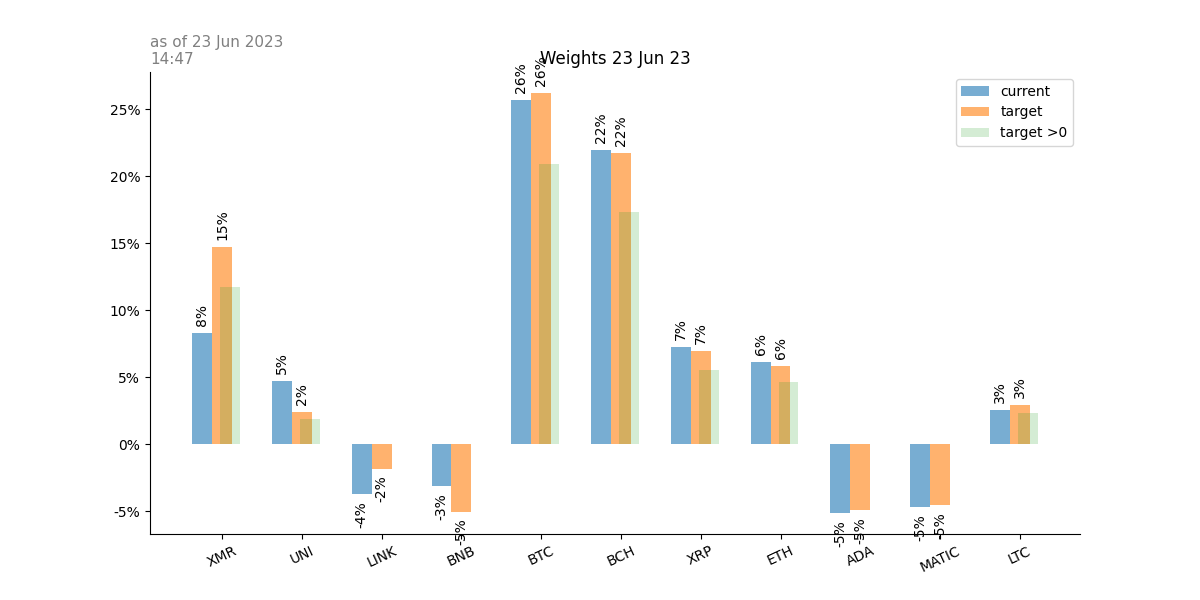 as of 23 Jun 2023
14:47
Weights 23 Jun 23
current
target
target >0
25%
20%
15%
10%
5%
0%
-5%
8%
15%
5%
2%
-4%
-2%
-3%
-5%
26%
26%
22%
22%
7%
7%
6%
6%
-5%
-5%
-5%
-5%
3%
3%
XMR
UNI
LINK
BNB
BTC
BCH
XRP
ETH
ADA
MATIC
LTC